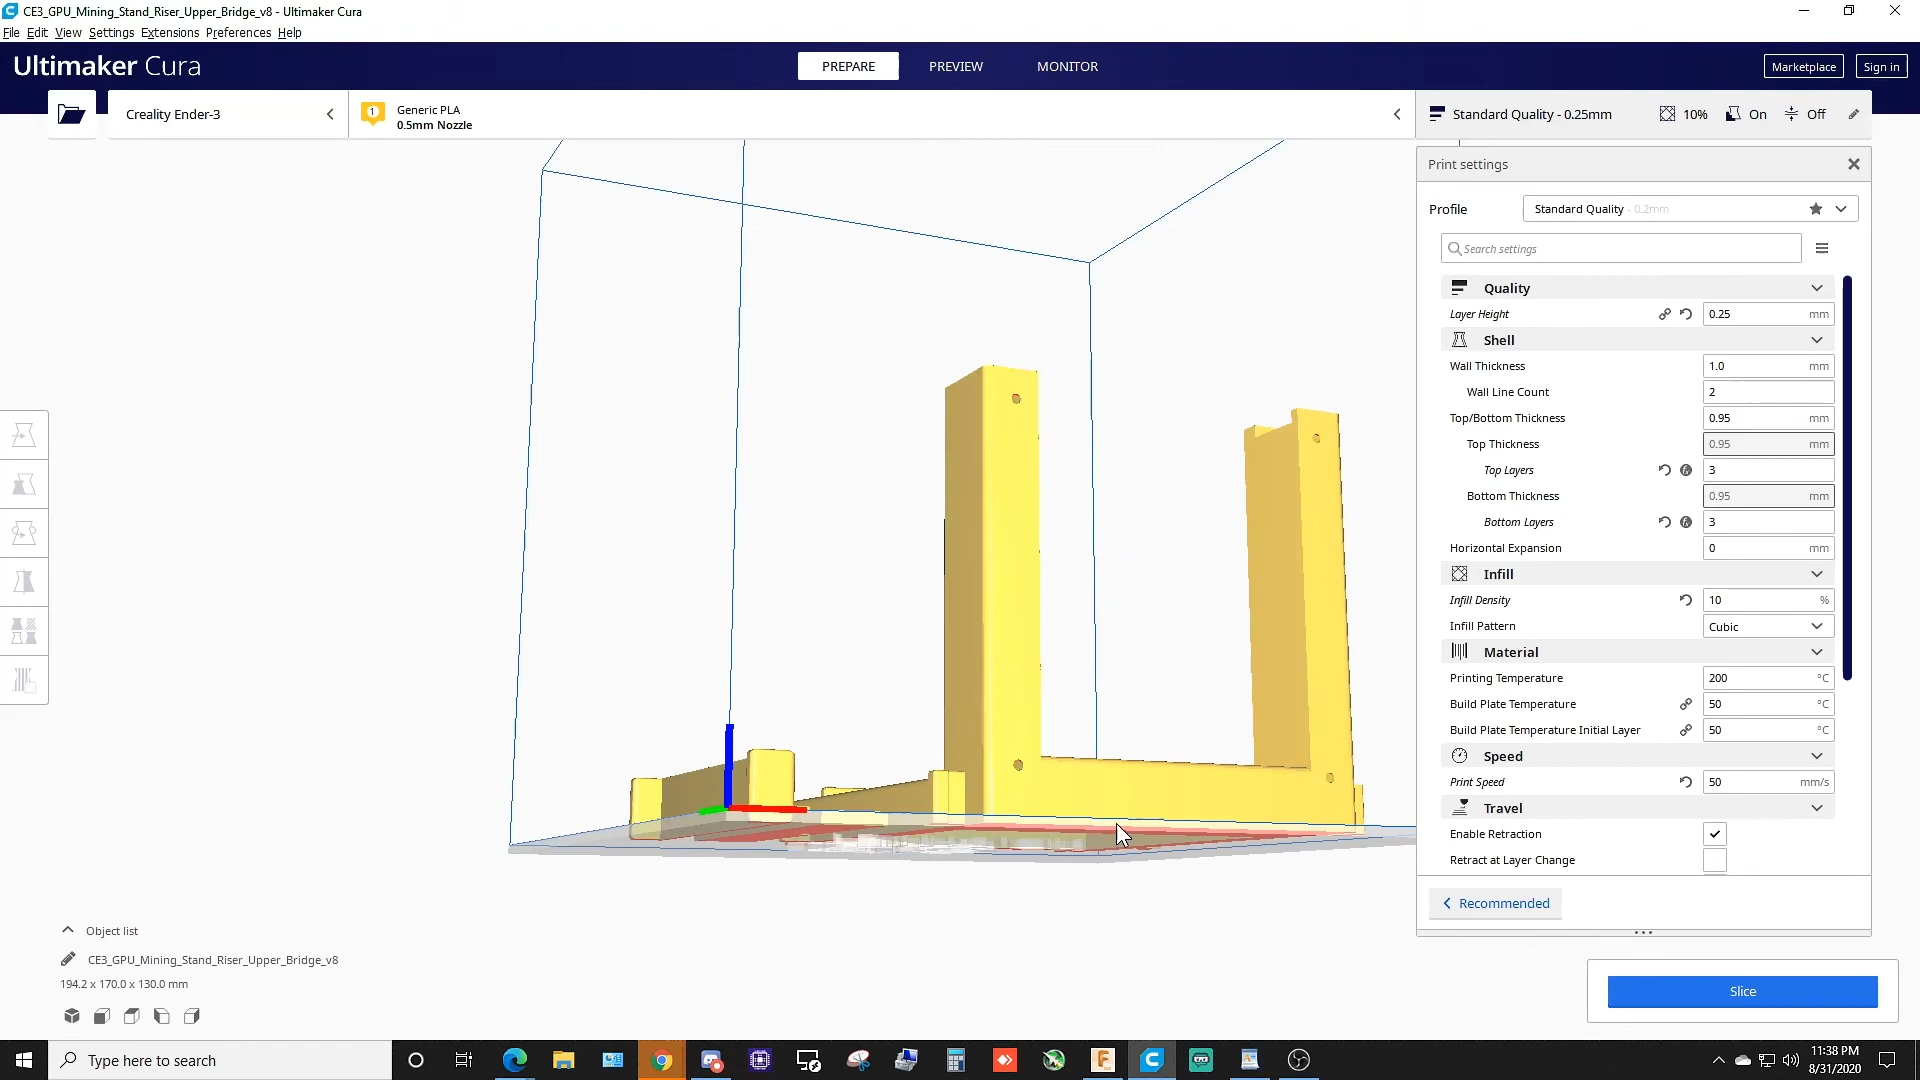 CE3_GPU_Mining_Stand_Riser_Upper_Bridge_v8 - Ultimaker Cura
File Edit View Settings Extensions Preferences Help
Ultimaker Cura
PREPARE
PREVIEW
MONITOR
Marketplace
Sign in
Creality Ender-3
1
Generic PLA
0.5mm Nozzle
Standard Quality - 0.25mm
10%
On
Off
Print settings
Profile
Standard Quality - 0.2mm
Search settings
Quality
Layer Height 0.25 mm
Shell
Wall Thickness 1.0 mm
Wall Line Count 2
Top/Bottom Thickness 0.95 mm
Top Thickness 0.95 mm
Top Layers 3
Bottom Thickness 0.95 mm
Bottom Layers 3
Horizontal Expansion 0 mm
Infill
Infill Density 10 %
Infill Pattern Cubic
Material
Printing Temperature 200 °C
Build Plate Temperature 50 °C
Build Plate Temperature Initial Layer 50 °C
Speed
Print Speed 50 mm/s
Travel
Enable Retraction
Retract at Layer Change
Recommended
Object list
CE3_GPU_Mining_Stand_Riser_Upper_Bridge_v8
194.2 x 170.0 x 130.0 mm
Slice
Type here to search
11:38 PM
8/31/2020